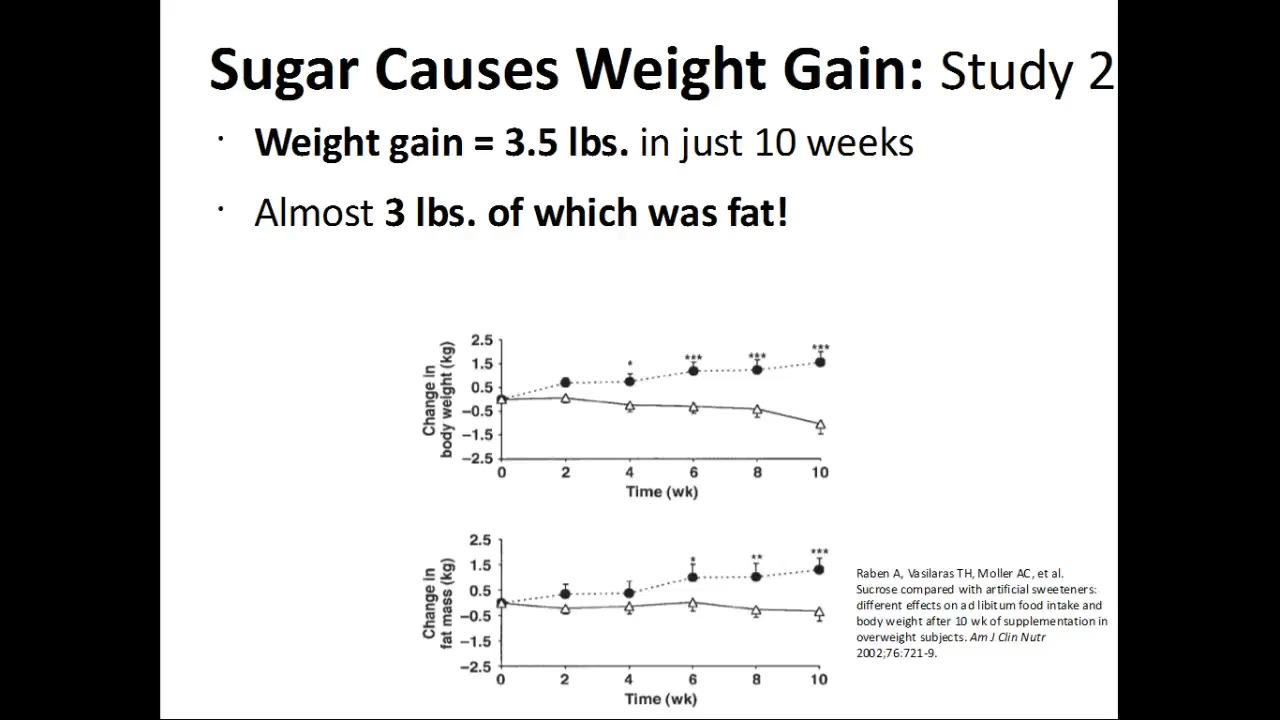 Sugar Causes Weight Gain: Study 2
· Weight gain = 3.5 lbs. in just 10 weeks
· Almost 3 lbs. of which was fat!
Change in
body weight (kg)
2.5
1.5
0.5
−0.5
−1.5
−2.5
* *** *** ***
0 2 4 6 8 10
Time (wk)
Change in
fat mass (kg)
2.5
1.5
0.5
−0.5
−1.5
−2.5
* ** ***
0 2 4 6 8 10
Time (wk)
Raben A, Vasilaras TH, Moller AC, et al.
Sucrose compared with artificial sweeteners:
different effects on ad libitum food intake and
body weight after 10 wk of supplementation in
overweight subjects. Am J Clin Nutr
2002;76:721-9.